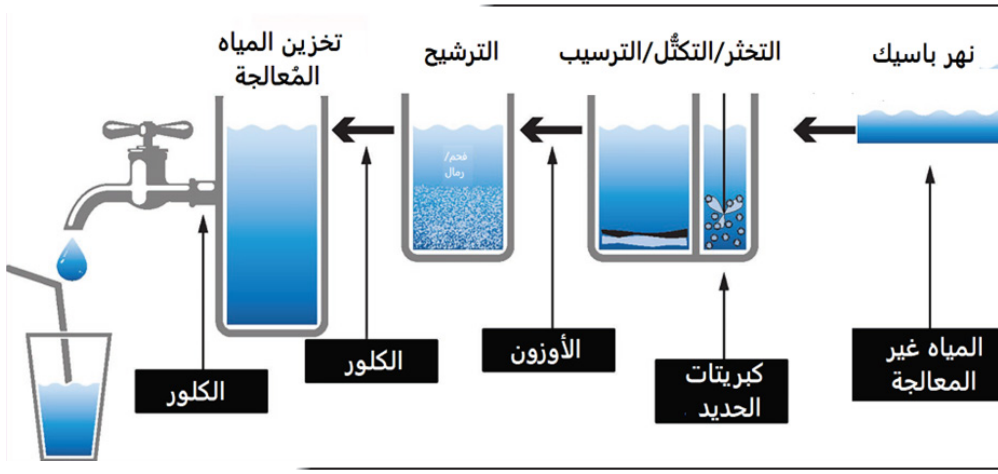 نهر باسيك
التخثر/التكتُّل/الترسيب
الترشيح
تخزين المياه
المُعالجة
فحم/
رمال
المياه غير
المعالجة
كبريتات
الحديد
الأوزون
الكلور
الكلور